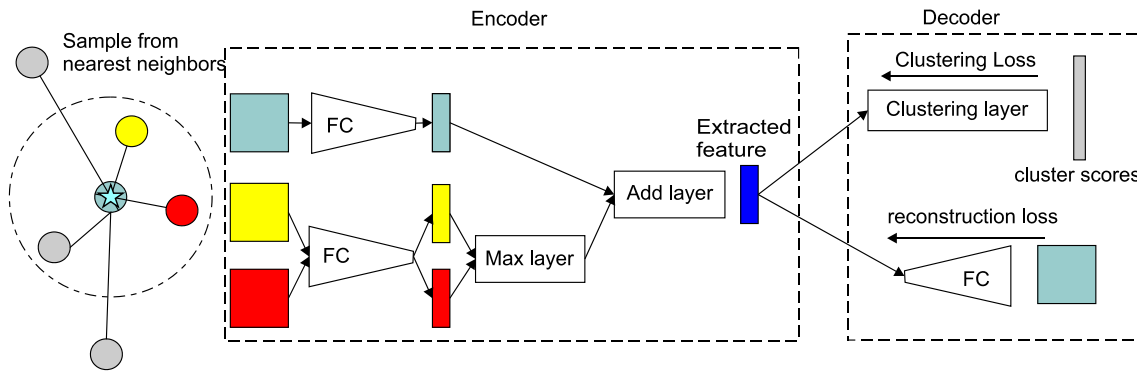 Sample from
nearest neighbors
Encoder
FC
FC
Max layer
Add layer
Extracted
feature
Decoder
Clustering Loss
Clustering layer
cluster scores
reconstruction loss
FC